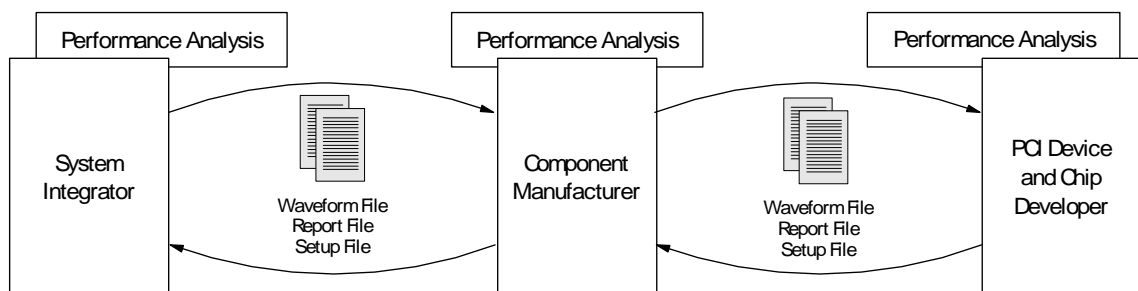 Performance Analysis
Performance Analysis
Performance Analysis
System
Integrator
Waveform File
Report File
Setup File
Component
Manufacturer
Waveform File
Report File
Setup File
PCI Device
and Chip
Developer